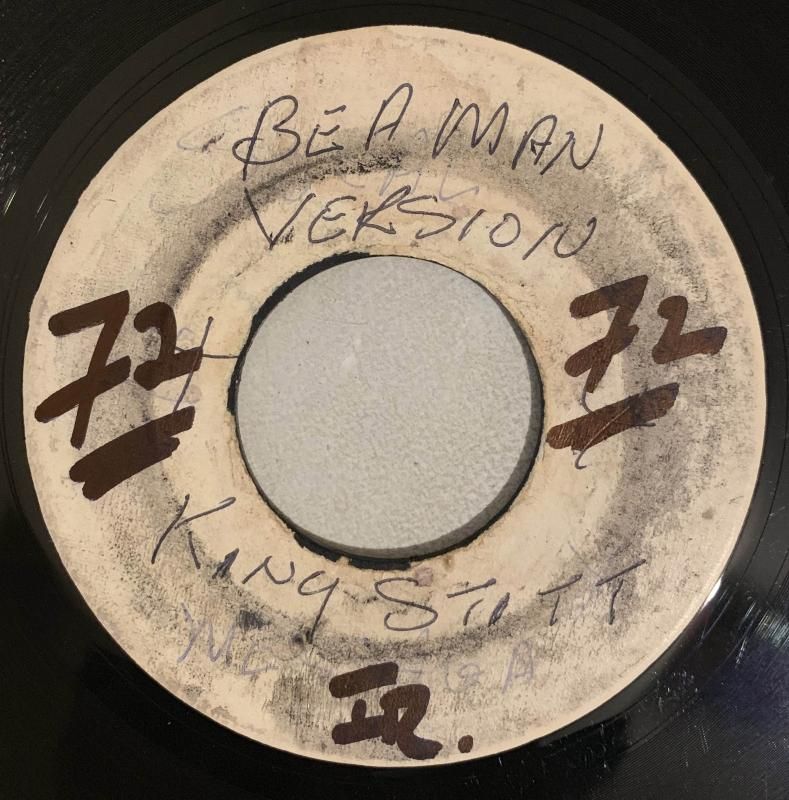 BE A MAN
VERSION
72 72
KING STITT
IR.